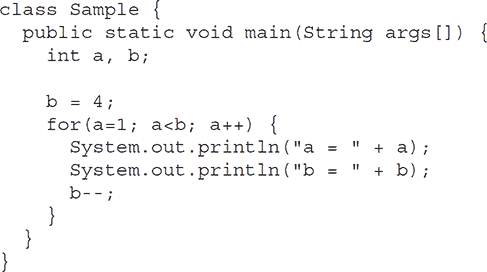 class Sample {
  public static void main(String args[]) {
    int a, b;

    b = 4;
    for(a=1; a<b; a++) {
      System.out.println("a = " + a);
      System.out.println("b = " + b);
      b--;
    }
  }
}